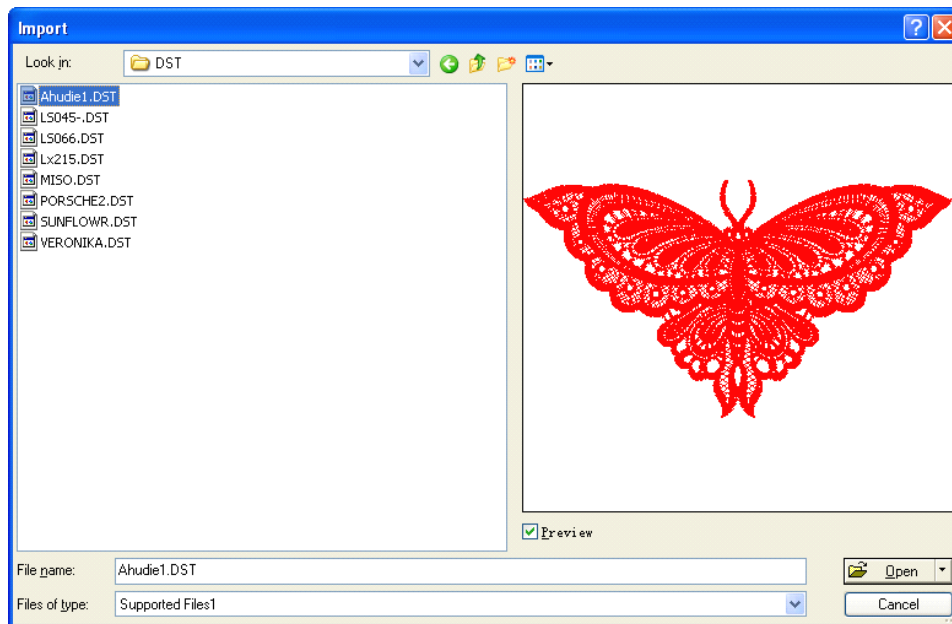 Import
Look in: DST
Ahudie1.DST
LS045-.DST
LS066.DST
Lx215.DST
MISO.DST
PORSCHE2.DST
SUNFLOWR.DST
VERONIKA.DST
Preview
File name: Ahudie1.DST Open
Files of type: Supported Files1 Cancel